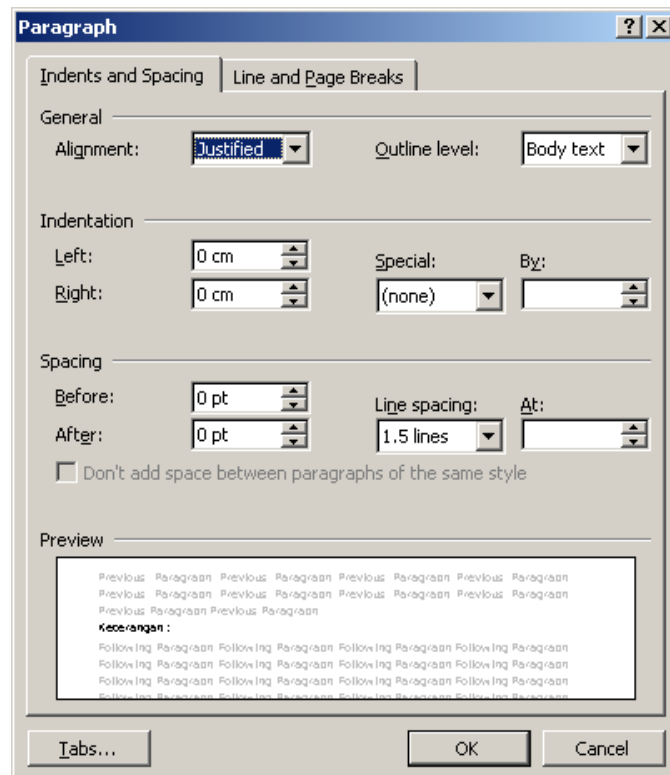 Paragraph
Indents and Spacing Line and Page Breaks
General
Alignment: Justified Outline level: Body text
Indentation
Left: 0 cm Special: By:
Right: 0 cm (none)
Spacing
Before: 0 pt Line spacing: At:
After: 0 pt 1.5 lines
Don't add space between paragraphs of the same style
Preview
Previous Paragraph Previous Paragraph Previous Paragraph Previous Paragraph
Previous Paragraph Previous Paragraph Previous Paragraph Previous Paragraph
Previous Paragraph Previous Paragraph
Keterangan :
Following Paragraph Following Paragraph Following Paragraph Following Paragraph
Following Paragraph Following Paragraph Following Paragraph Following Paragraph
Following Paragraph Following Paragraph Following Paragraph Following Paragraph
Following Paragraph Following Paragraph Following Paragraph Following Paragraph
Tabs... OK Cancel